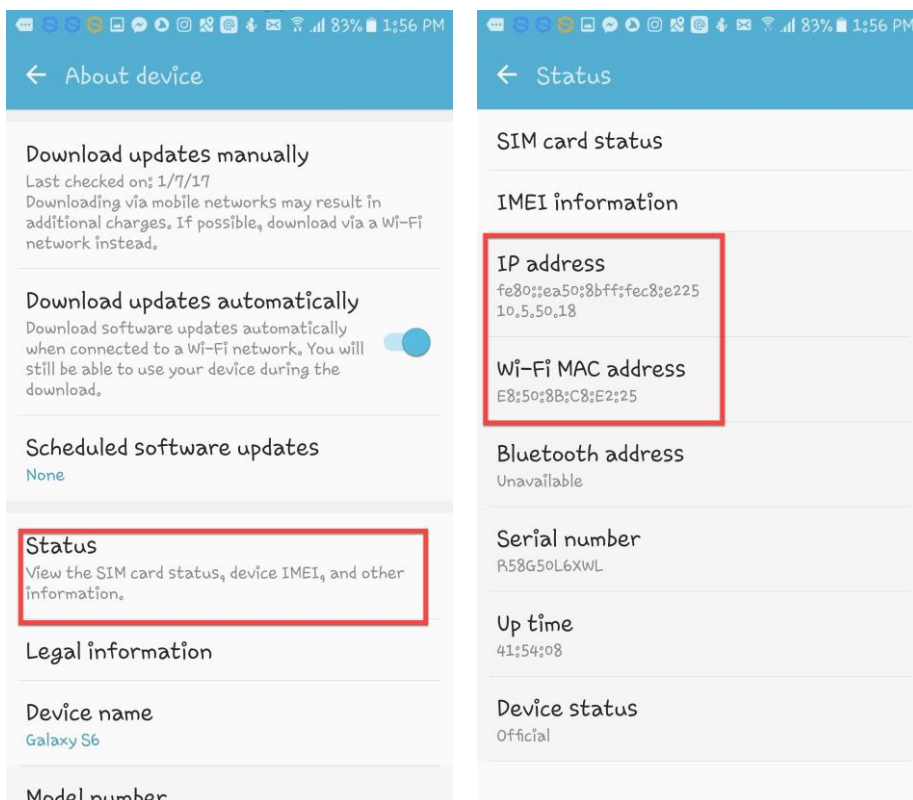 83% 1:56 PM
About device
Download updates manually
Last checked on: 1/7/17
Downloading via mobile networks may result in
additional charges. If possible, download via a Wi-Fi
network instead.
Download updates automatically
Download software updates automatically
when connected to a Wi-Fi network. You will
still be able to use your device during the
download.
Scheduled software updates
None
Status
View the SIM card status, device IMEI, and other
information.
Legal information
Device name
Galaxy S6
Model number
83% 1:56 PM
Status
SIM card status
IMEI information
IP address
fe80::ea50:8bff:fec8:e225
10.5.50.18
Wi-Fi MAC address
E8:50:8B:C8:E2:25
Bluetooth address
Unavailable
Serial number
R58G50L6XWL
Up time
41:54:08
Device status
Official